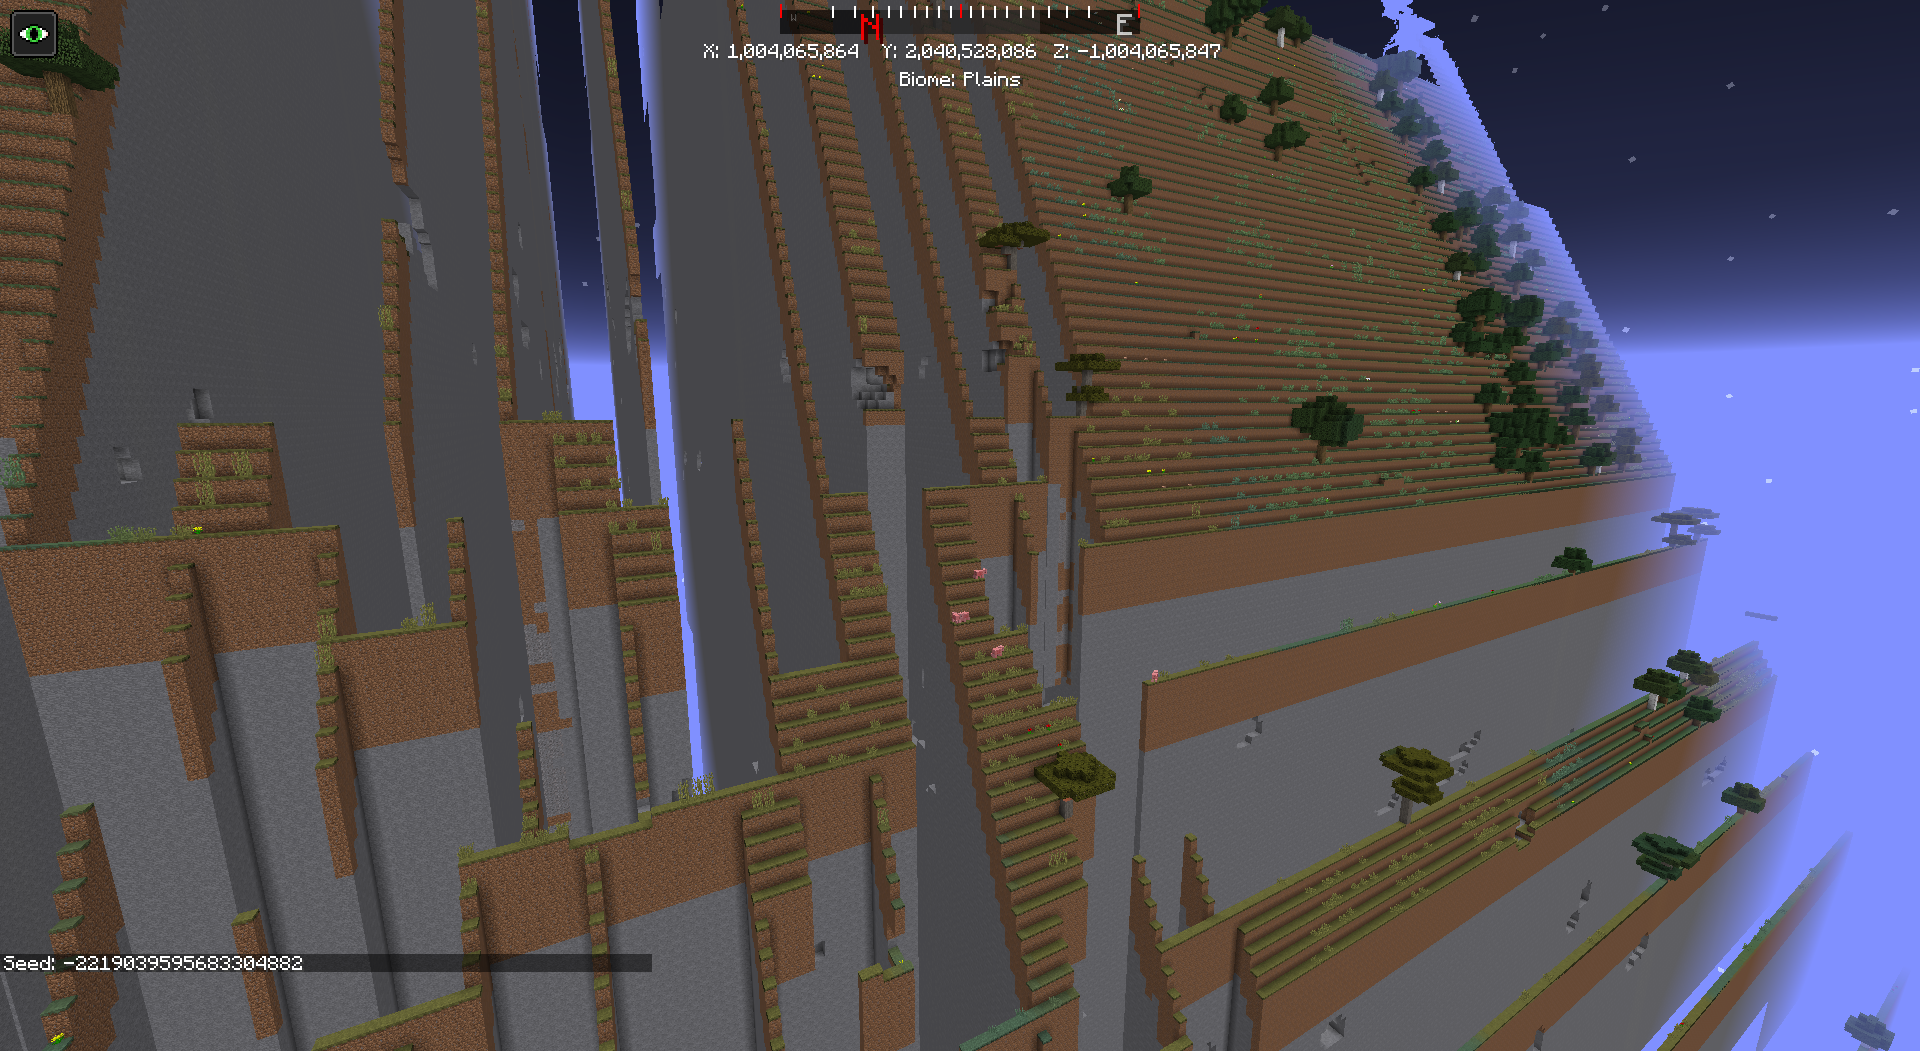 N E
X: 1,004,065,864 Y: 2,040,528,086 Z: -1,004,065,847
Biome: Plains
Seed: -2219039595683304882